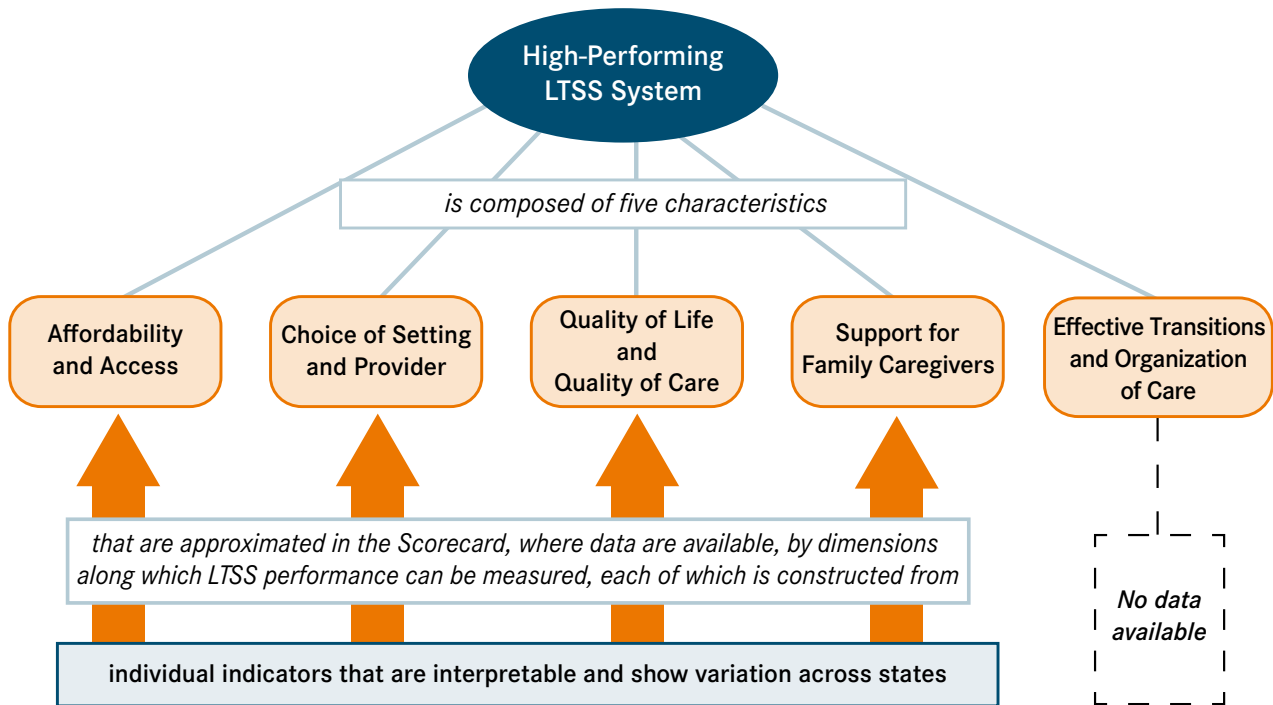 High-Performing
LTSS System
is composed of five characteristics
Affordability
and Access
Choice of Setting
and Provider
Quality of Life
and
Quality of Care
Support for
Family Caregivers
Effective Transitions
and Organization
of Care
that are approximated in the Scorecard, where data are available, by dimensions
along which LTSS performance can be measured, each of which is constructed from
No data
available
individual indicators that are interpretable and show variation across states